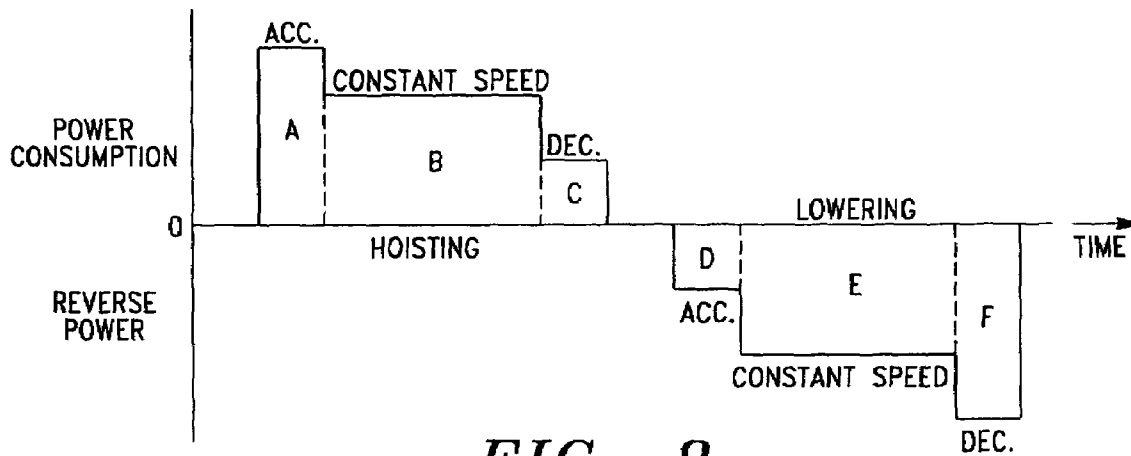 ACC.
CONSTANT SPEED
POWER
CONSUMPTION
A
B
DEC.
C
0
HOISTING
LOWERING
TIME
REVERSE
POWER
D
ACC.
E
F
CONSTANT SPEED
DEC.